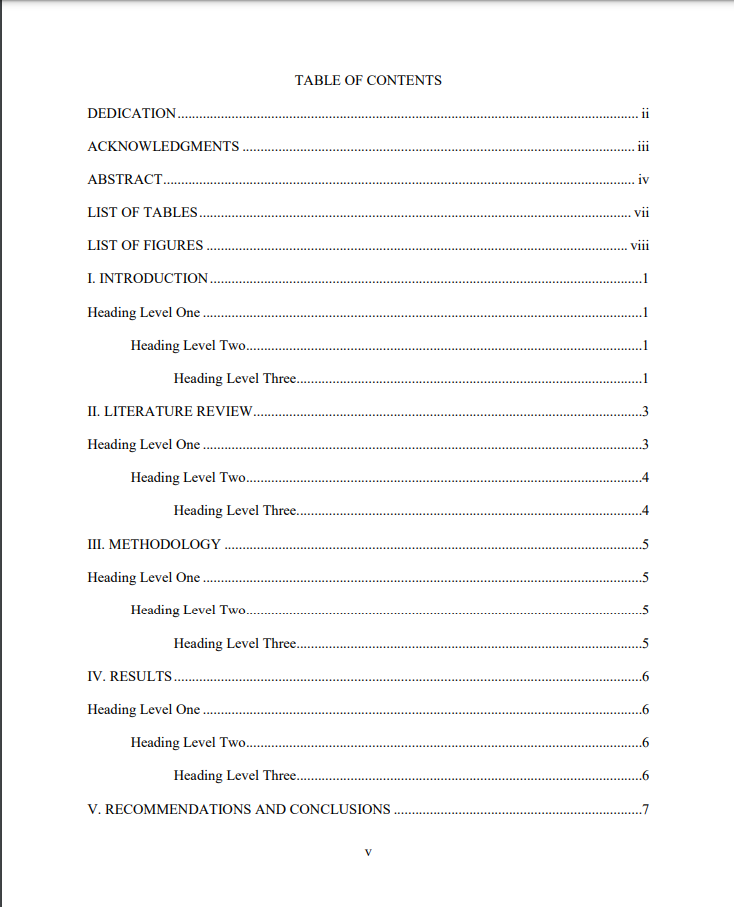 TABLE OF CONTENTS
DEDICATION.............................................................................................................................. ii
ACKNOWLEDGMENTS ........................................................................................................... iii
ABSTRACT................................................................................................................................. iv
LIST OF TABLES...................................................................................................................... vii
LIST OF FIGURES ................................................................................................................... viii
I. INTRODUCTION.......................................................................................................................1
Heading Level One .........................................................................................................................1
Heading Level Two.............................................................................................................1
Heading Level Three...............................................................................................1
II. LITERATURE REVIEW...........................................................................................................3
Heading Level One .........................................................................................................................3
Heading Level Two.............................................................................................................4
Heading Level Three...............................................................................................4
III. METHODOLOGY ...................................................................................................................5
Heading Level One .........................................................................................................................5
Heading Level Two.............................................................................................................5
Heading Level Three...............................................................................................5
IV. RESULTS.................................................................................................................................6
Heading Level One .........................................................................................................................6
Heading Level Two.............................................................................................................6
Heading Level Three...............................................................................................6
V. RECOMMENDATIONS AND CONCLUSIONS ....................................................................7
v